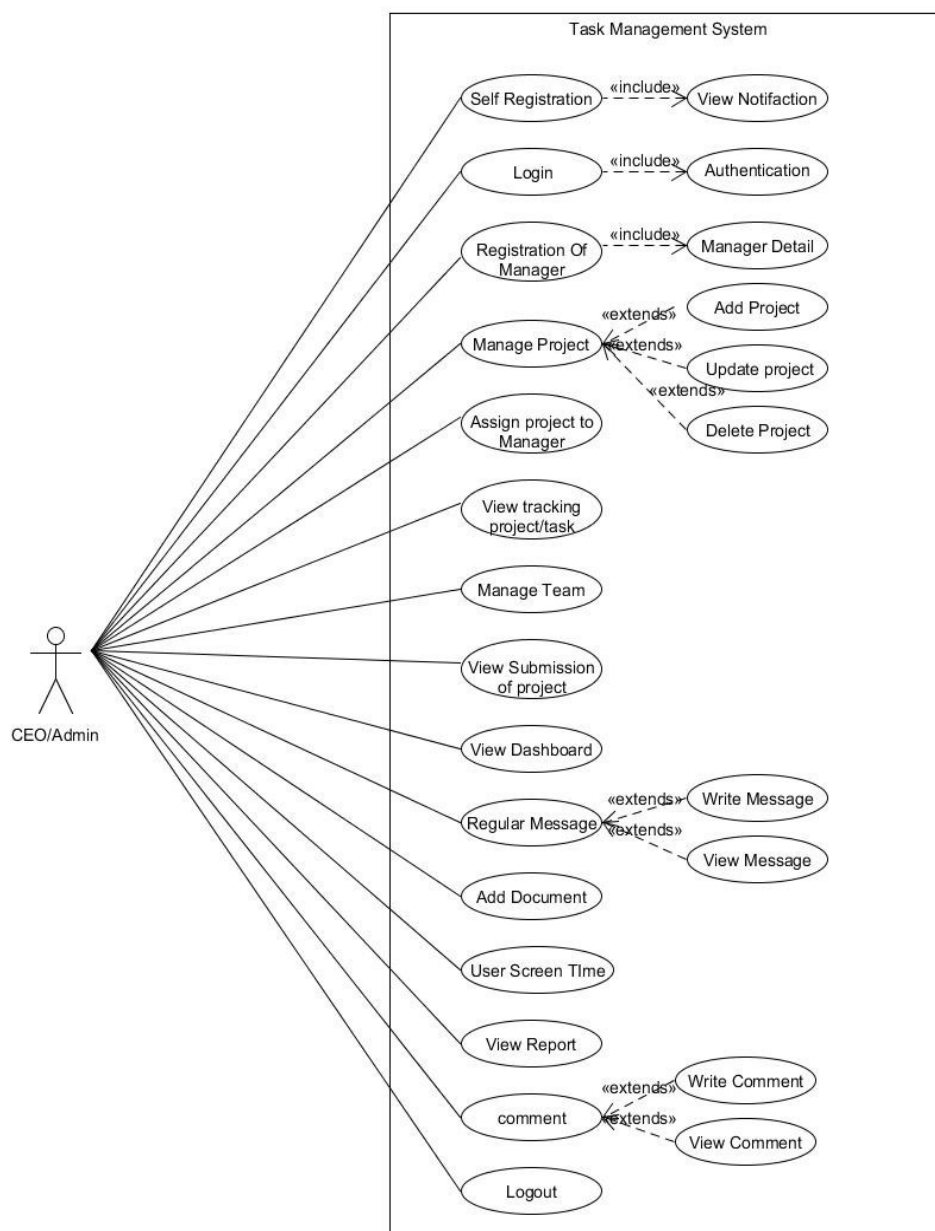 Task Management System
Self Registration
«include»
View Notifaction
Login
«include»
Authentication
Registration Of
Manager
«include»
Manager Detail
Add Project
«extends»
Manage Project
«extends»
Update project
«extends»
Delete Project
Assign project to
Manager
View tracking
project/task
Manage Team
View Submission
of project
CEO/Admin
View Dashboard
«extends»
Write Message
Regular Message
«extends»
View Message
Add Document
User Screen TIme
View Report
«extends»
Write Comment
comment
«extends»
View Comment
Logout